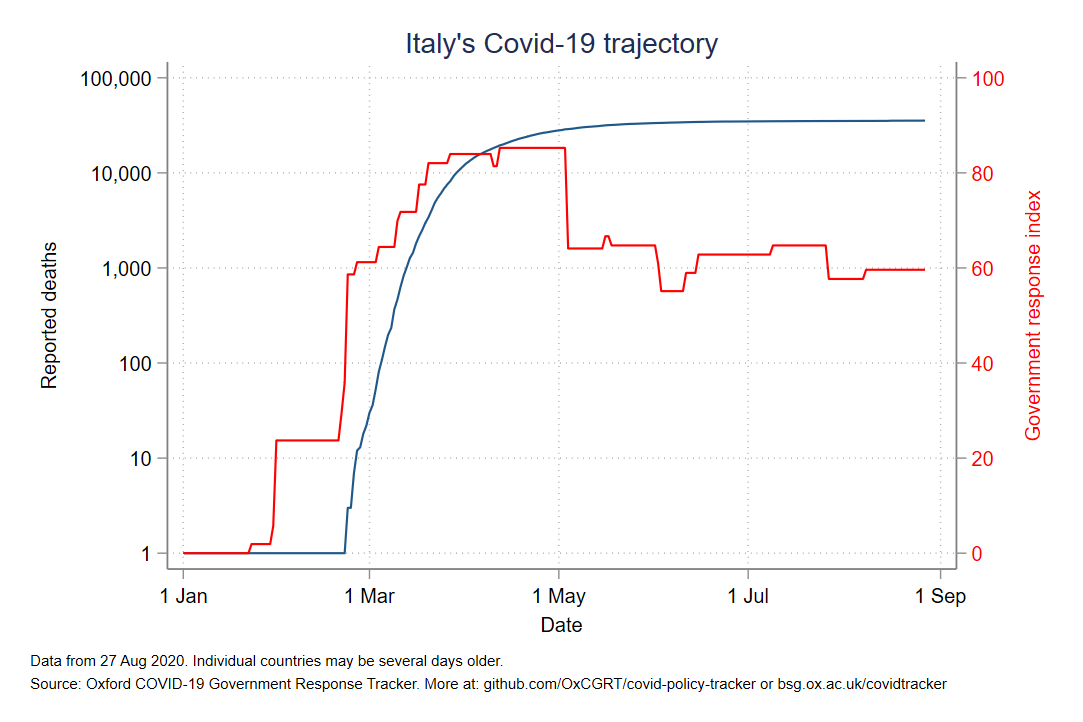 Italy's Covid-19 trajectory
100,000
10,000
1,000
100
10
1
Reported deaths
100
80
60
40
20
0
Government response index
1 Jan
1 Mar
1 May
1 Jul
1 Sep
Date
Data from 27 Aug 2020. Individual countries may be several days older.
Source: Oxford COVID-19 Government Response Tracker. More at: github.com/OxCGRT/covid-policy-tracker or bsg.ox.ac.uk/covidtracker